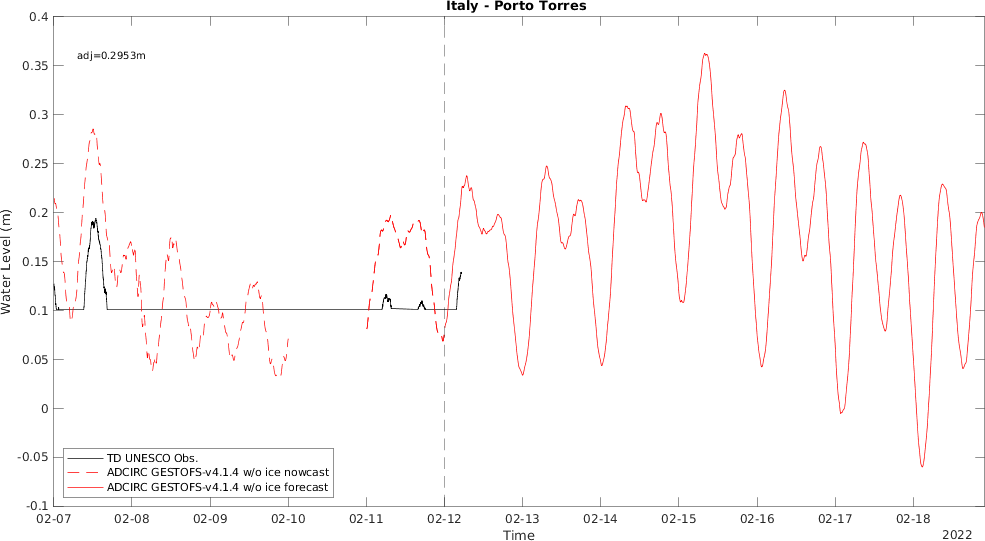 Italy - Porto Torres
adj=0.2953m
0.4
0.35
0.3
0.25
0.2
0.15
0.1
0.05
0
-0.05
-0.1
Water Level (m)
TD UNESCO Obs.
ADCIRC GESTOFS-v4.1.4 w/o ice nowcast
ADCIRC GESTOFS-v4.1.4 w/o ice forecast
02-07 02-08 02-09 02-10 02-11 02-12 02-13 02-14 02-15 02-16 02-17 02-18
Time
2022